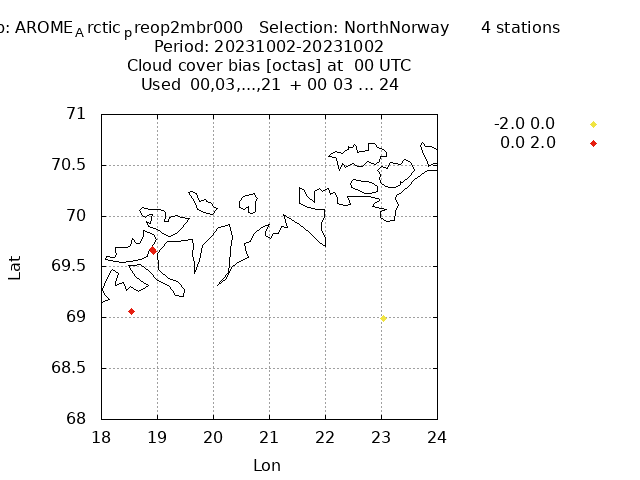 p: AROME_Arctic_preop2mbr000 Selection: NorthNorway 4 stations
Period: 20231002-20231002
Cloud cover bias [octas] at 00 UTC
Used 00,03,...,21 + 00 03 ... 24
-2.0 0.0
0.0 2.0
71
70.5
70
69.5
69
68.5
68
Lat
18 19 20 21 22 23 24
Lon